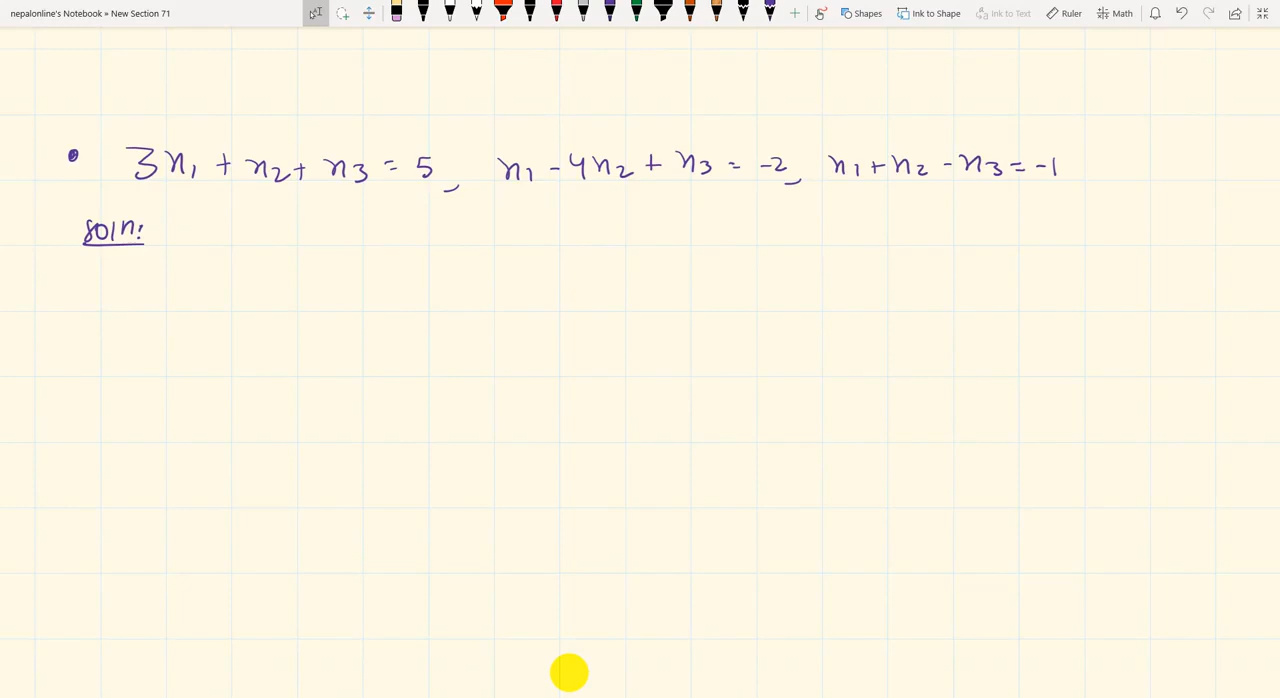 nepalonline's Notebook » New Section 71
Shapes Ink to Shape Ink to Text Ruler Math
3x₁ + x₂ + x₃ = 5, x₁ - 4x₂ + x₃ = -2, x₁ + x₂ - x₃ = -1
soln: